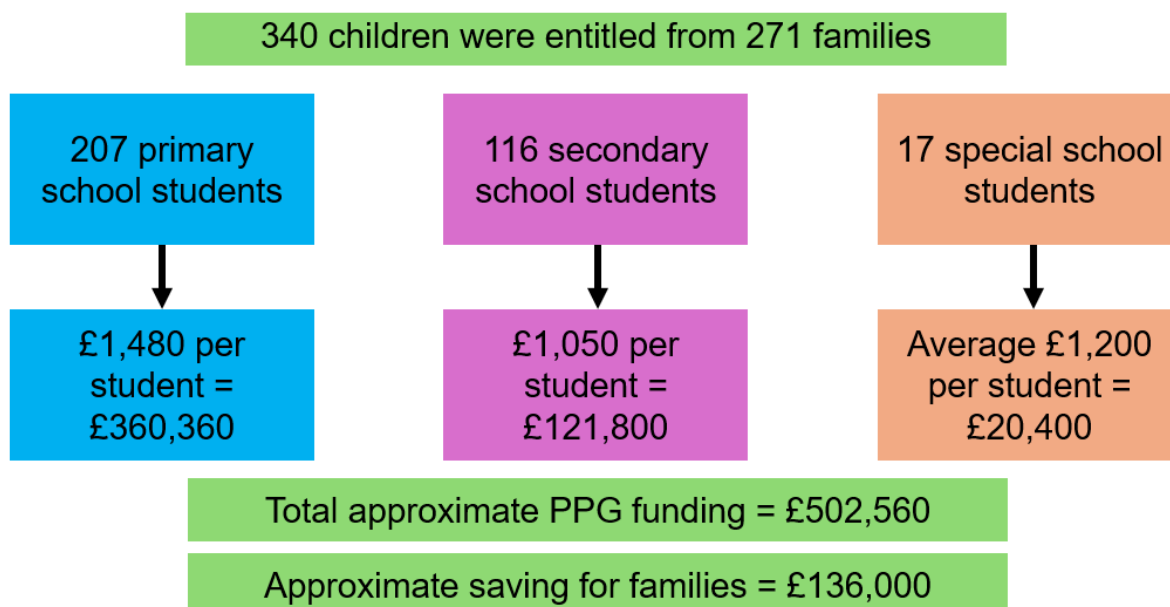 340 children were entitled from 271 families
207 primary
school students
116 secondary
school students
17 special school
students
£1,480 per
student =
£360,360
£1,050 per
student =
£121,800
Average £1,200
per student =
£20,400
Total approximate PPG funding = £502,560
Approximate saving for families = £136,000